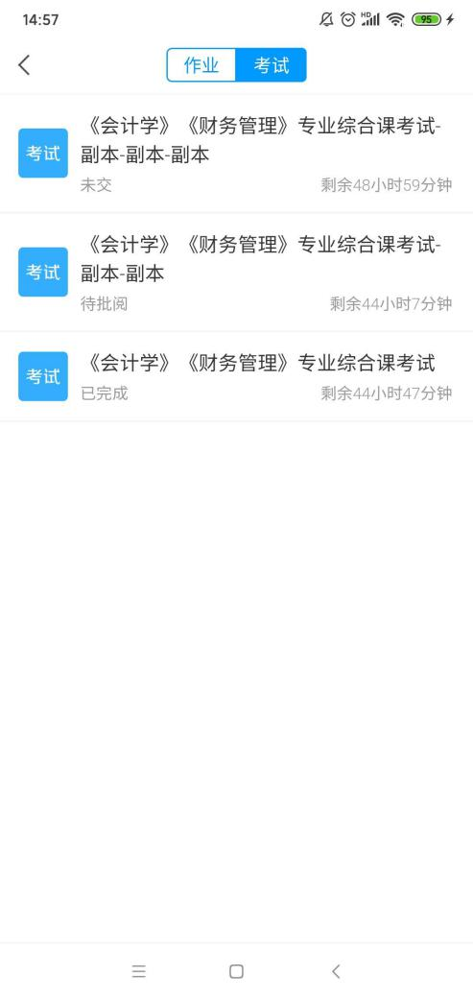 14:57
HD
95
作业 考试
考试
《会计学》《财务管理》专业综合课考试-
副本-副本-副本
未交 剩余48小时59分钟
考试
《会计学》《财务管理》专业综合课考试-
副本-副本
待批阅 剩余44小时7分钟
考试
《会计学》《财务管理》专业综合课考试
已完成 剩余44小时47分钟